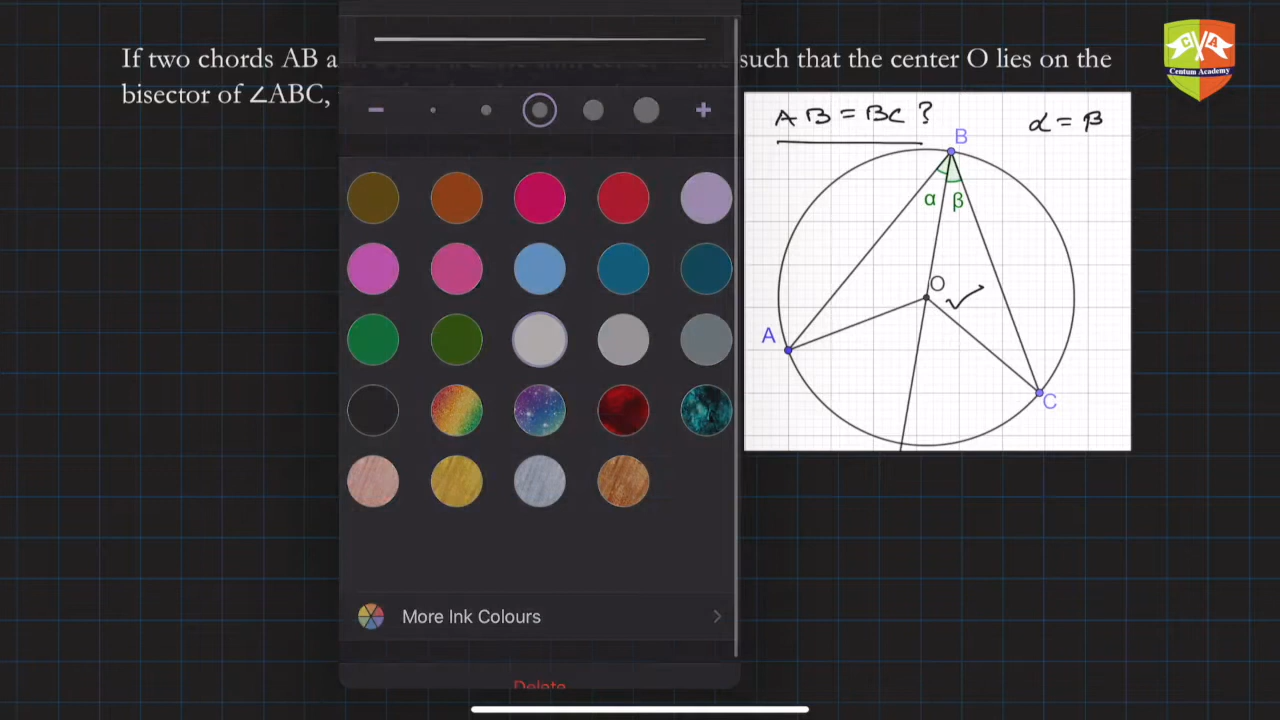 If two chords AB a such that the center O lies on the
bisector of ∠ABC,
C A
Centum Academy
AB = BC ?
α = β
B
α β
O
A
C
More Ink Colours
Delete